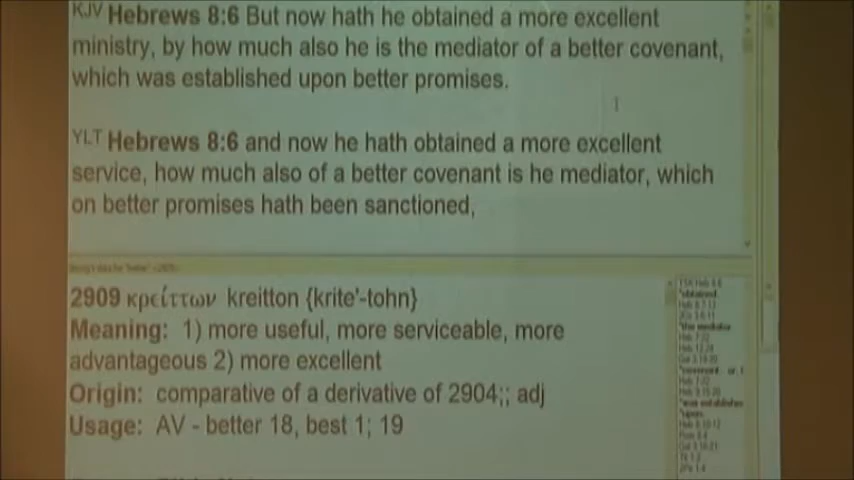 KJV Hebrews 8:6 But now hath he obtained a more excellent
ministry, by how much also he is the mediator of a better covenant,
which was established upon better promises.
YLT Hebrews 8:6 and now he hath obtained a more excellent
service, how much also of a better covenant is he mediator, which
on better promises hath been sanctioned,
2909 κρείττων kreitton {krite'-tohn}
Meaning: 1) more useful, more serviceable, more
advantageous 2) more excellent
Origin: comparative of a derivative of 2904;; adj
Usage: AV - better 18, best 1; 19